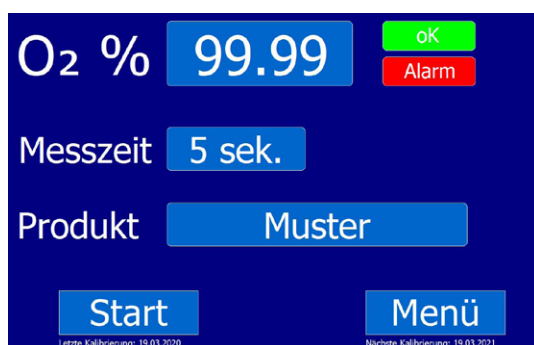 O₂ % 99.99 oK
Alarm
Messzeit 5 sek.
Produkt Muster
Start Menü
Letzte Kalibrierung: 19.03.2020 Nächste Kalibrierung: 19.03.2021